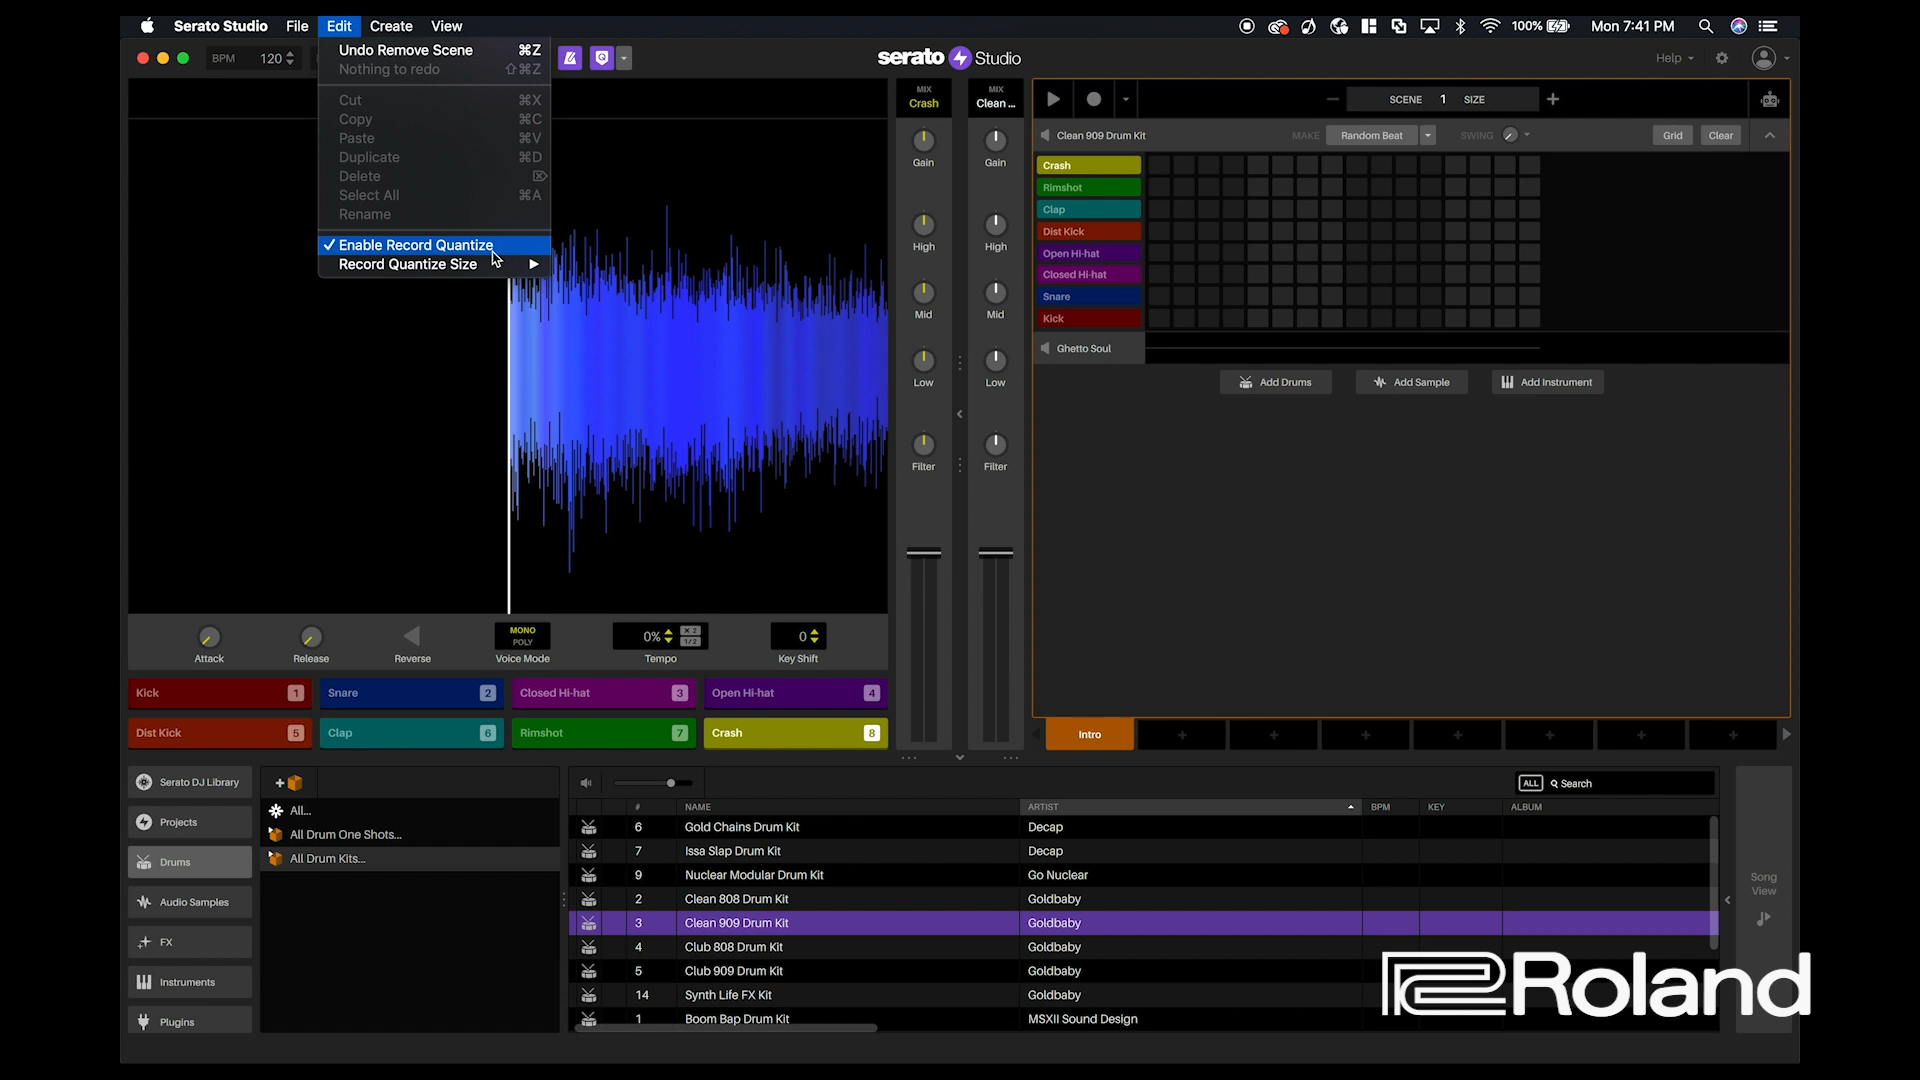 Serato Studio File Edit Create View 100% Mon 7:41 PM
BPM 120 serato Studio Help
Undo Remove Scene ⌘Z
Nothing to redo ⇧⌘Z
Cut ⌘X
Copy ⌘C
Paste ⌘V
Duplicate ⌘D
Delete ⌦
Select All ⌘A
Rename
✓ Enable Record Quantize
Record Quantize Size ▶
MIX
Crash
Gain
High
Mid
Low
Filter
MIX
Clean ...
Gain
High
Mid
Low
Filter
SCENE 1 SIZE
Clean 909 Drum Kit MAKE Random Beat SWING Grid Clear
Crash
Rimshot
Clap
Dist Kick
Open Hi-hat
Closed Hi-hat
Snare
Kick
Ghetto Soul
Add Drums Add Sample Add Instrument
MONO
POLY
0% X 2
1/2
0
Attack Release Reverse Voice Mode Tempo Key Shift
Kick 1 Snare 2 Closed Hi-hat 3 Open Hi-hat 4
Dist Kick 5 Clap 6 Rimshot 7 Crash 8
Intro + + + + + + +
Serato DJ Library
Projects
Drums
Audio Samples
FX
Instruments
Plugins
+
All...
All Drum One Shots...
All Drum Kits...
ALL Search
# NAME ARTIST BPM KEY ALBUM
6 Gold Chains Drum Kit Decap
7 Issa Slap Drum Kit Decap
9 Nuclear Modular Drum Kit Go Nuclear
2 Clean 808 Drum Kit Goldbaby
3 Clean 909 Drum Kit Goldbaby
4 Club 808 Drum Kit Goldbaby
5 Club 909 Drum Kit Goldbaby
14 Synth Life FX Kit Goldbaby
1 Boom Bap Drum Kit MSXII Sound Design
Song
View
Roland